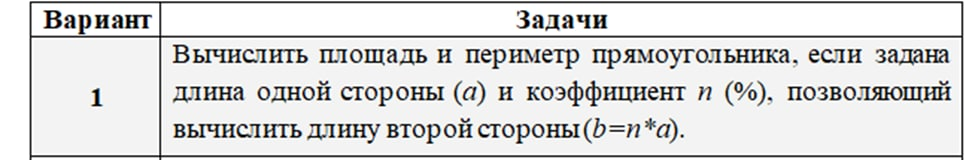 Вариант Задачи
Вычислить площадь и периметр прямоугольника, если задана
1 длина одной стороны (a) и коэффициент n (%), позволяющий
вычислить длину второй стороны (b=n*a).